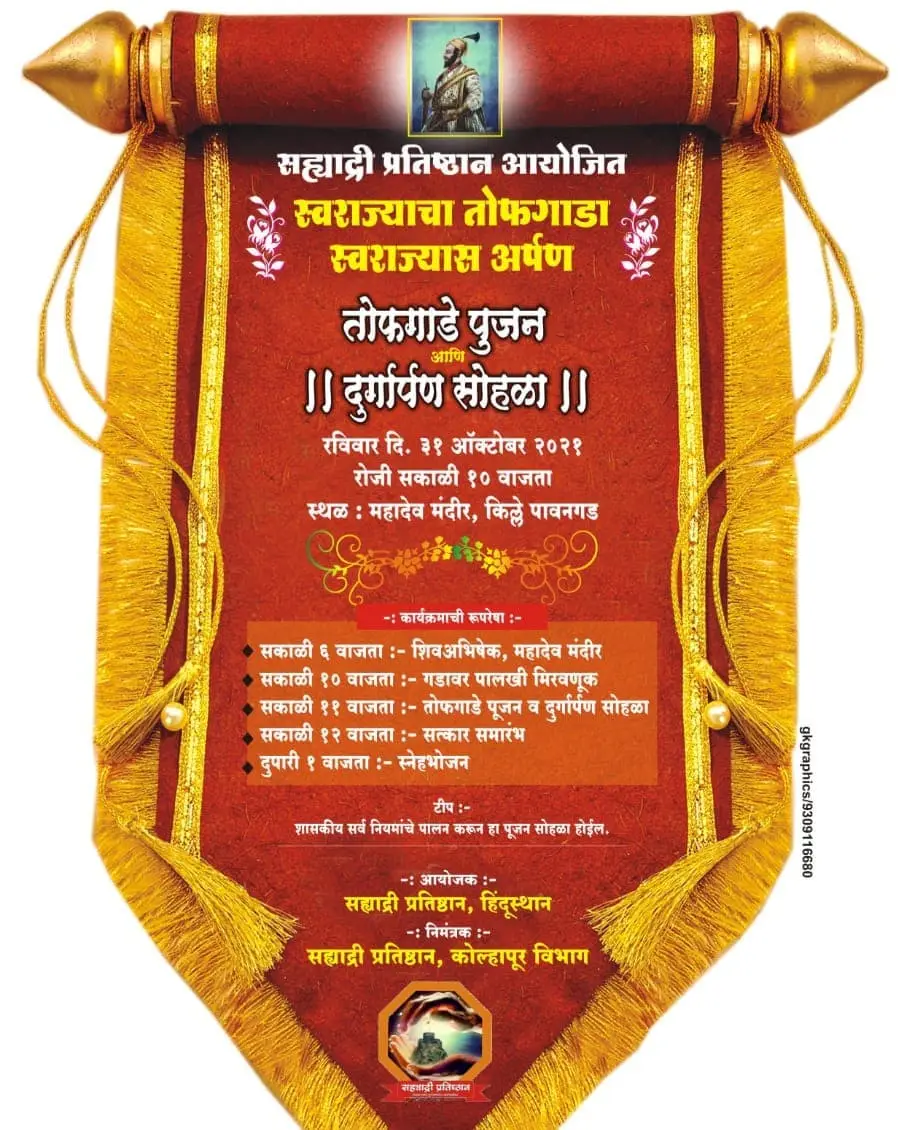 सह्याद्री प्रतिष्ठान आयोजित
स्वराज्याचा तोफगाडा
स्वराज्यास अर्पण
तोफगाडे पुजन
आणि
|| दुर्गार्पण सोहळा ||
रविवार दि. ३१ ऑक्टोबर २०२१
रोजी सकाळी १० वाजता
स्थळ : महादेव मंदीर, किल्ले पावनगड
-: कार्यक्रमाची रूपरेषा :-
सकाळी ६ वाजता :- शिवअभिषेक, महादेव मंदीर
सकाळी १० वाजता :- गडावर पालखी मिरवणूक
सकाळी ११ वाजता :- तोफगाडे पूजन व दुर्गार्पण सोहळा
सकाळी १२ वाजता :- सत्कार समारंभ
दुपारी १ वाजता :- स्नेहभोजन
टीप :-
शासकीय सर्व नियमांचे पालन करून हा पूजन सोहळा होईल.
-: आयोजक :-
सह्याद्री प्रतिष्ठान, हिंदूस्थान
-: निमंत्रक :-
सह्याद्री प्रतिष्ठान, कोल्हापूर विभाग
सह्याद्री प्रतिष्ठान
gkgraphics/9309116680